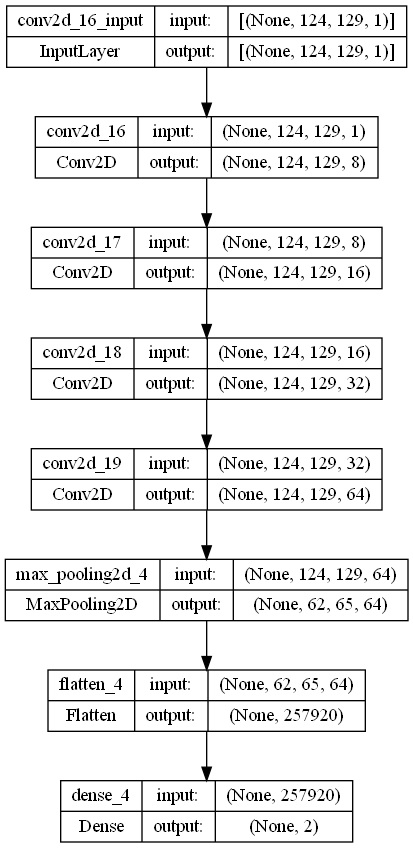 conv2d_16_input input: [(None, 124, 129, 1)]
InputLayer output: [(None, 124, 129, 1)]
conv2d_16 input: (None, 124, 129, 1)
Conv2D output: (None, 124, 129, 8)
conv2d_17 input: (None, 124, 129, 8)
Conv2D output: (None, 124, 129, 16)
conv2d_18 input: (None, 124, 129, 16)
Conv2D output: (None, 124, 129, 32)
conv2d_19 input: (None, 124, 129, 32)
Conv2D output: (None, 124, 129, 64)
max_pooling2d_4 input: (None, 124, 129, 64)
MaxPooling2D output: (None, 62, 65, 64)
flatten_4 input: (None, 62, 65, 64)
Flatten output: (None, 257920)
dense_4 input: (None, 257920)
Dense output: (None, 2)